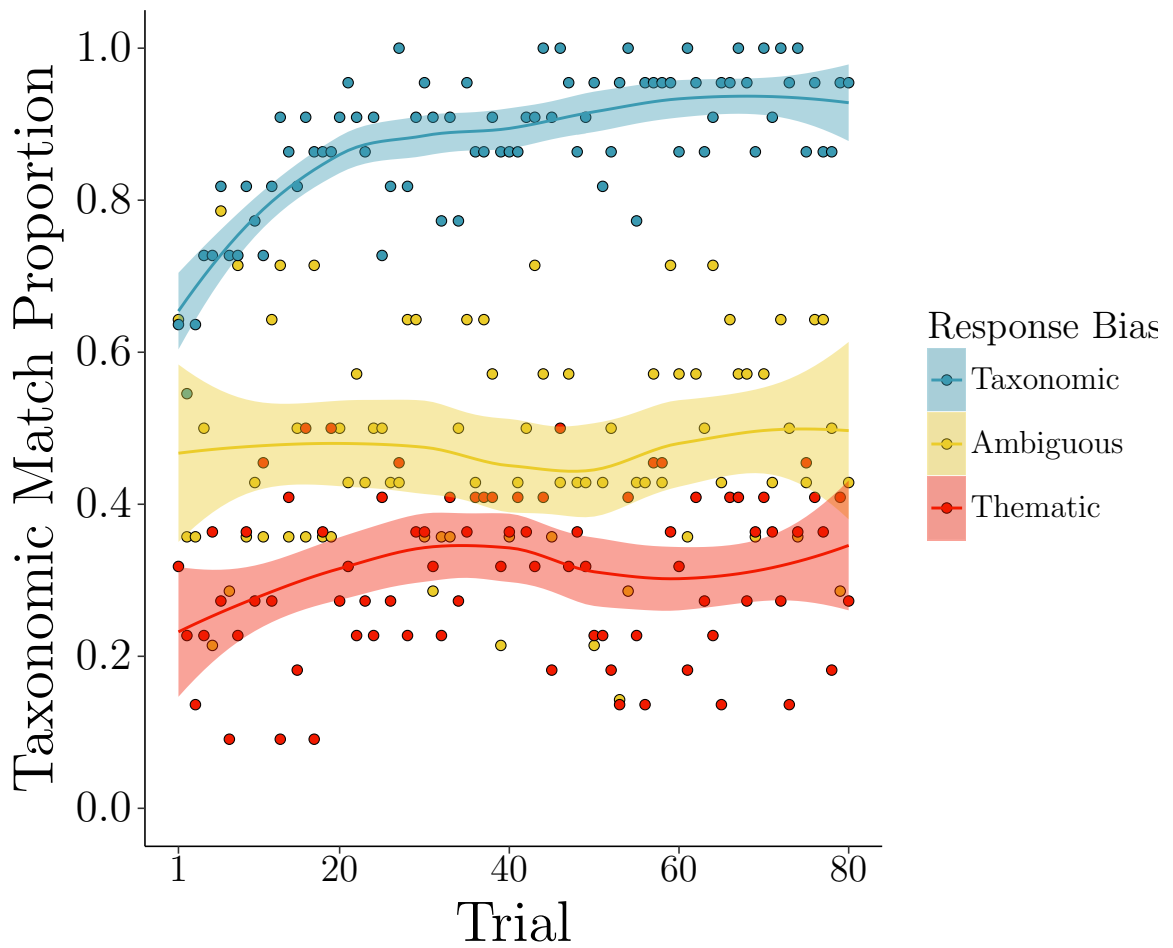 Taxonomic Match Proportion
1.0
0.8
0.6
0.4
0.2
0.0
1 20 40 60 80
Trial
Response Bias
Taxonomic
Ambiguous
Thematic